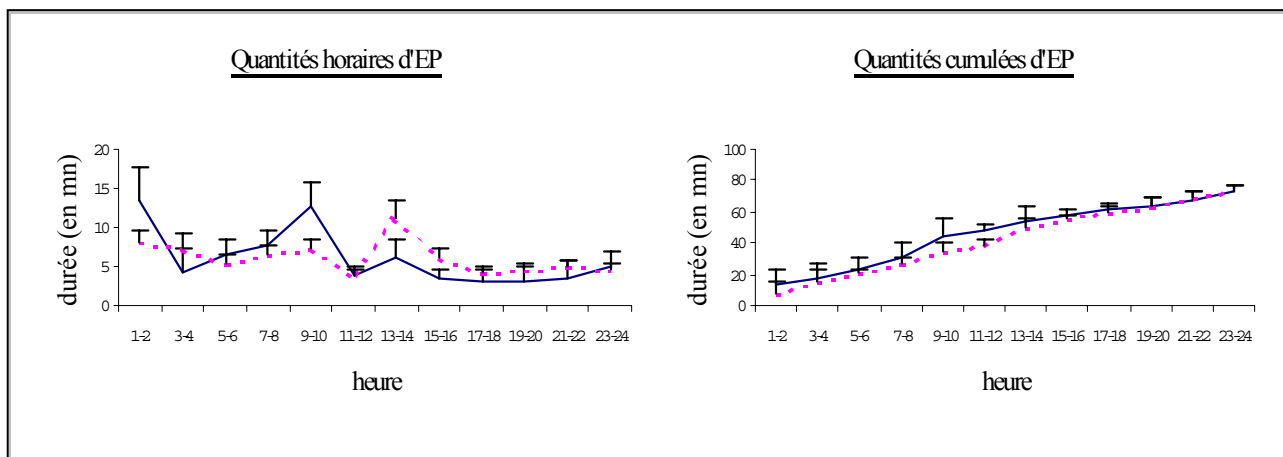 Quantités horaires d'EP
durée (en mn)
20
15
10
5
0
1-2 3-4 5-6 7-8 9-10 11-12 13-14 15-16 17-18 19-20 21-22 23-24
heure
Quantités cumulées d'EP
durée (en mn)
100
80
60
40
20
0
1-2 3-4 5-6 7-8 9-10 11-12 13-14 15-16 17-18 19-20 21-22 23-24
heure